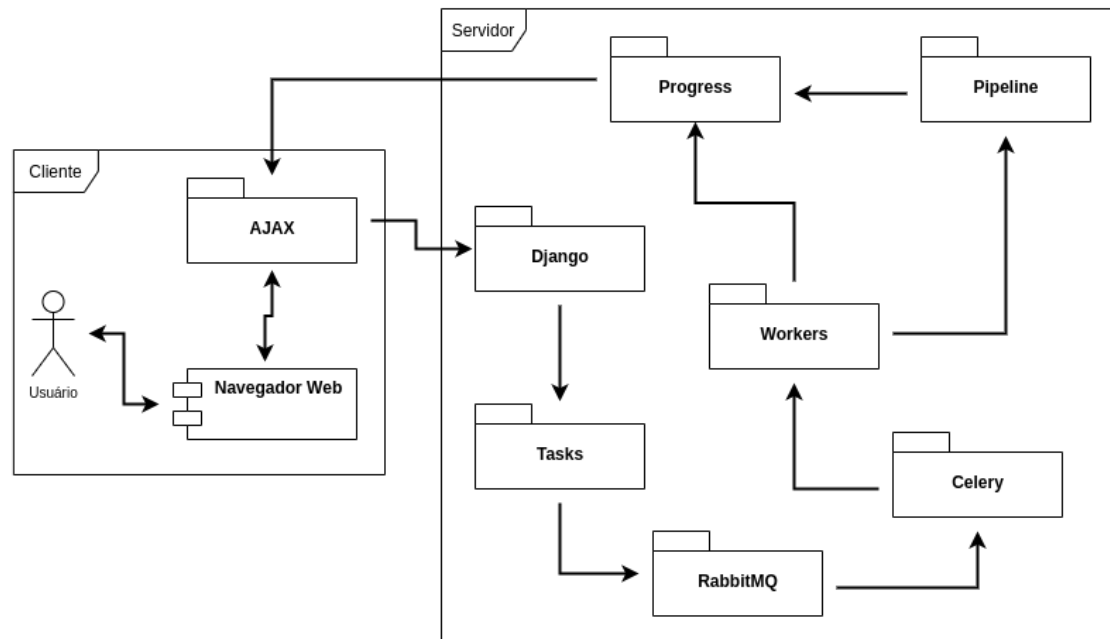 Servidor
Progress
Pipeline
Cliente
AJAX
Django
Workers
Usuário
Navegador Web
Tasks
Celery
RabbitMQ